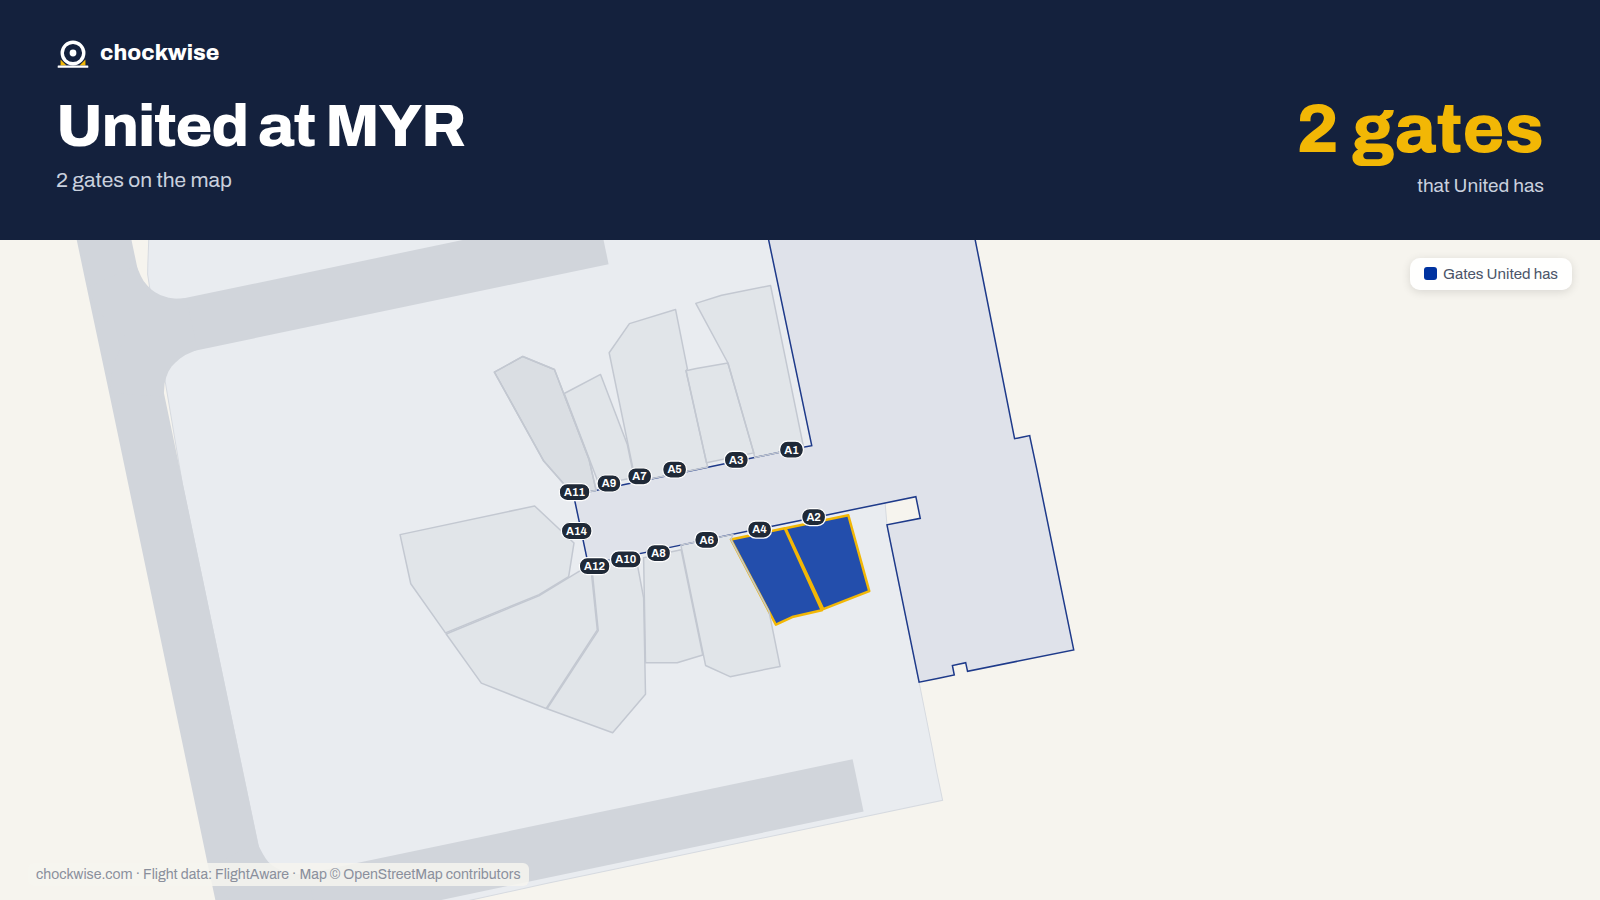 chockwise
United at MYR
2 gates on the map
2 gates
that United has
Gates United has
A1
A3
A5
A7
A9
A11
A14
A12
A10
A8
A6
A4
A2
chockwise.com · Flight data: FlightAware · Map © OpenStreetMap contributors